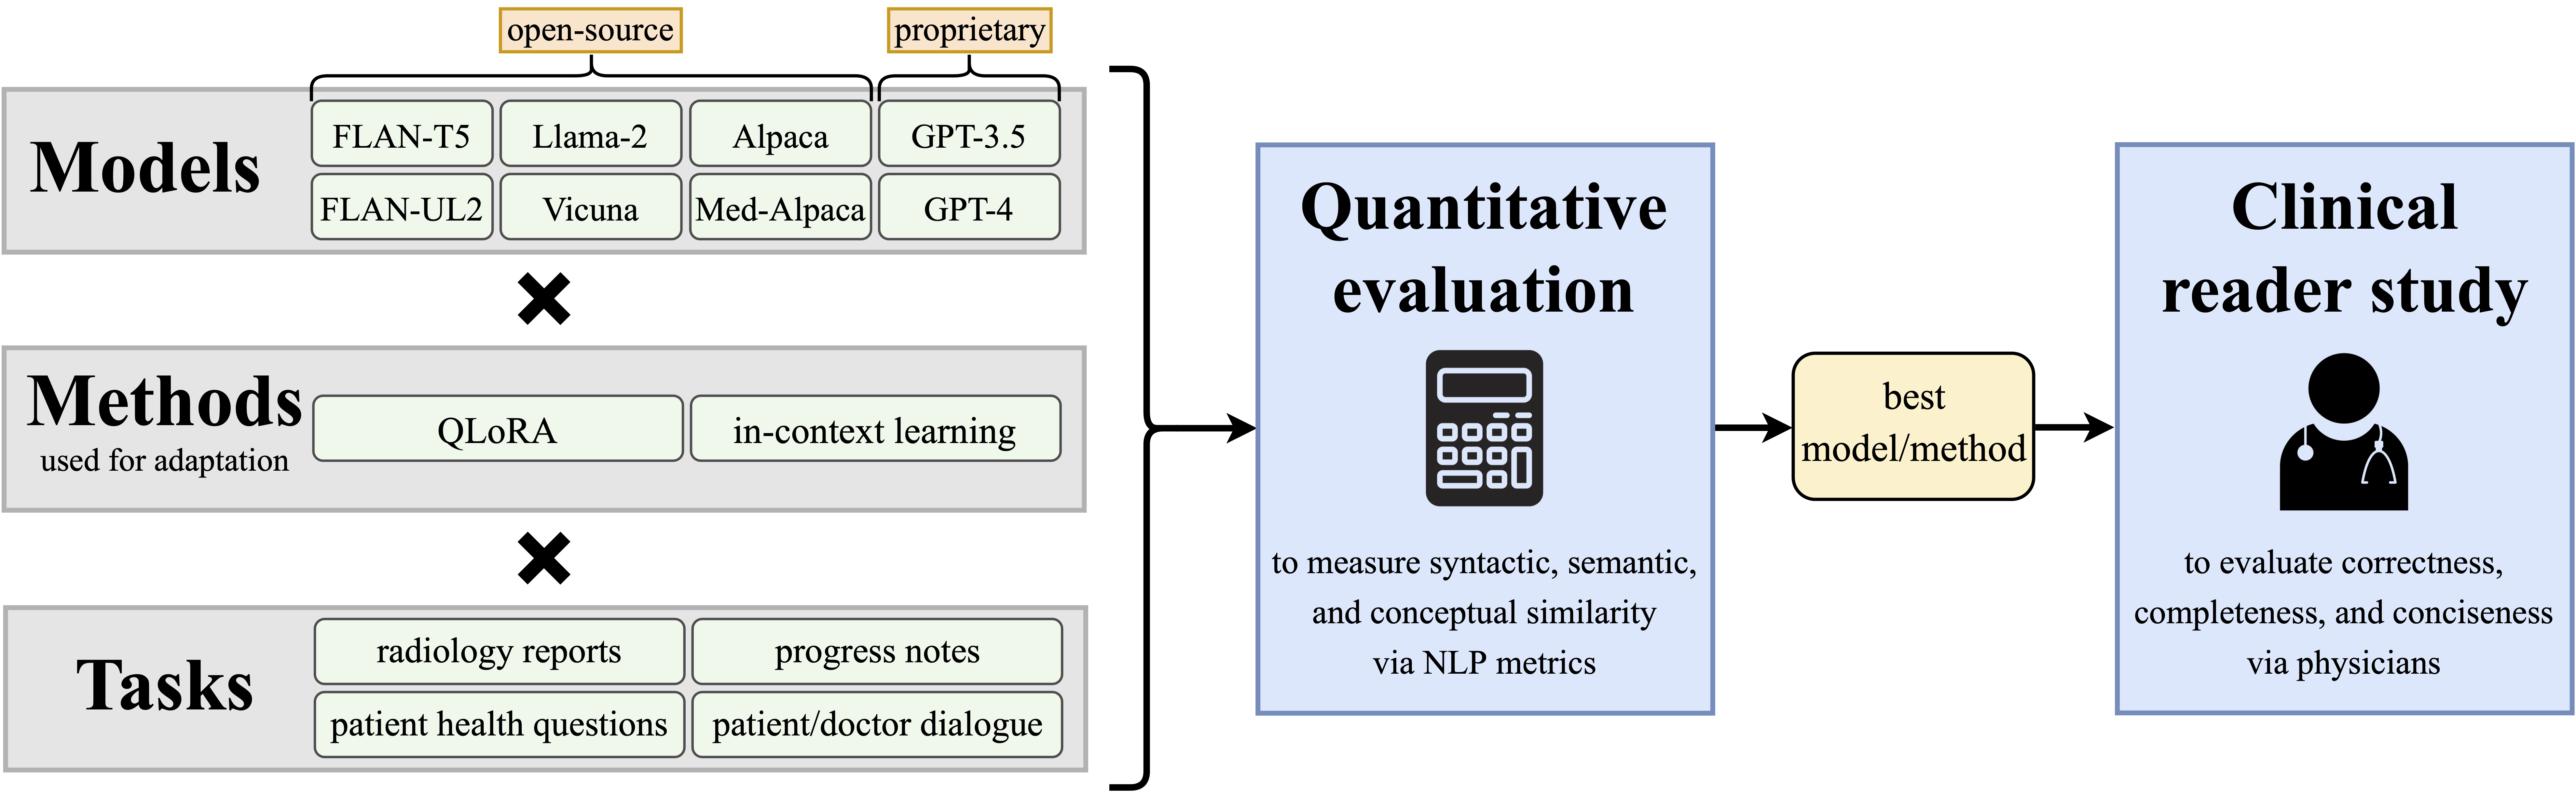 open-source
proprietary
Models
FLAN-T5
Llama-2
Alpaca
GPT-3.5
FLAN-UL2
Vicuna
Med-Alpaca
GPT-4
Methods
used for adaptation
QLoRA
in-context learning
Tasks
radiology reports
progress notes
patient health questions
patient/doctor dialogue
Quantitative
evaluation
to measure syntactic, semantic,
and conceptual similarity
via NLP metrics
best
model/method
Clinical
reader study
to evaluate correctness,
completeness, and conciseness
via physicians